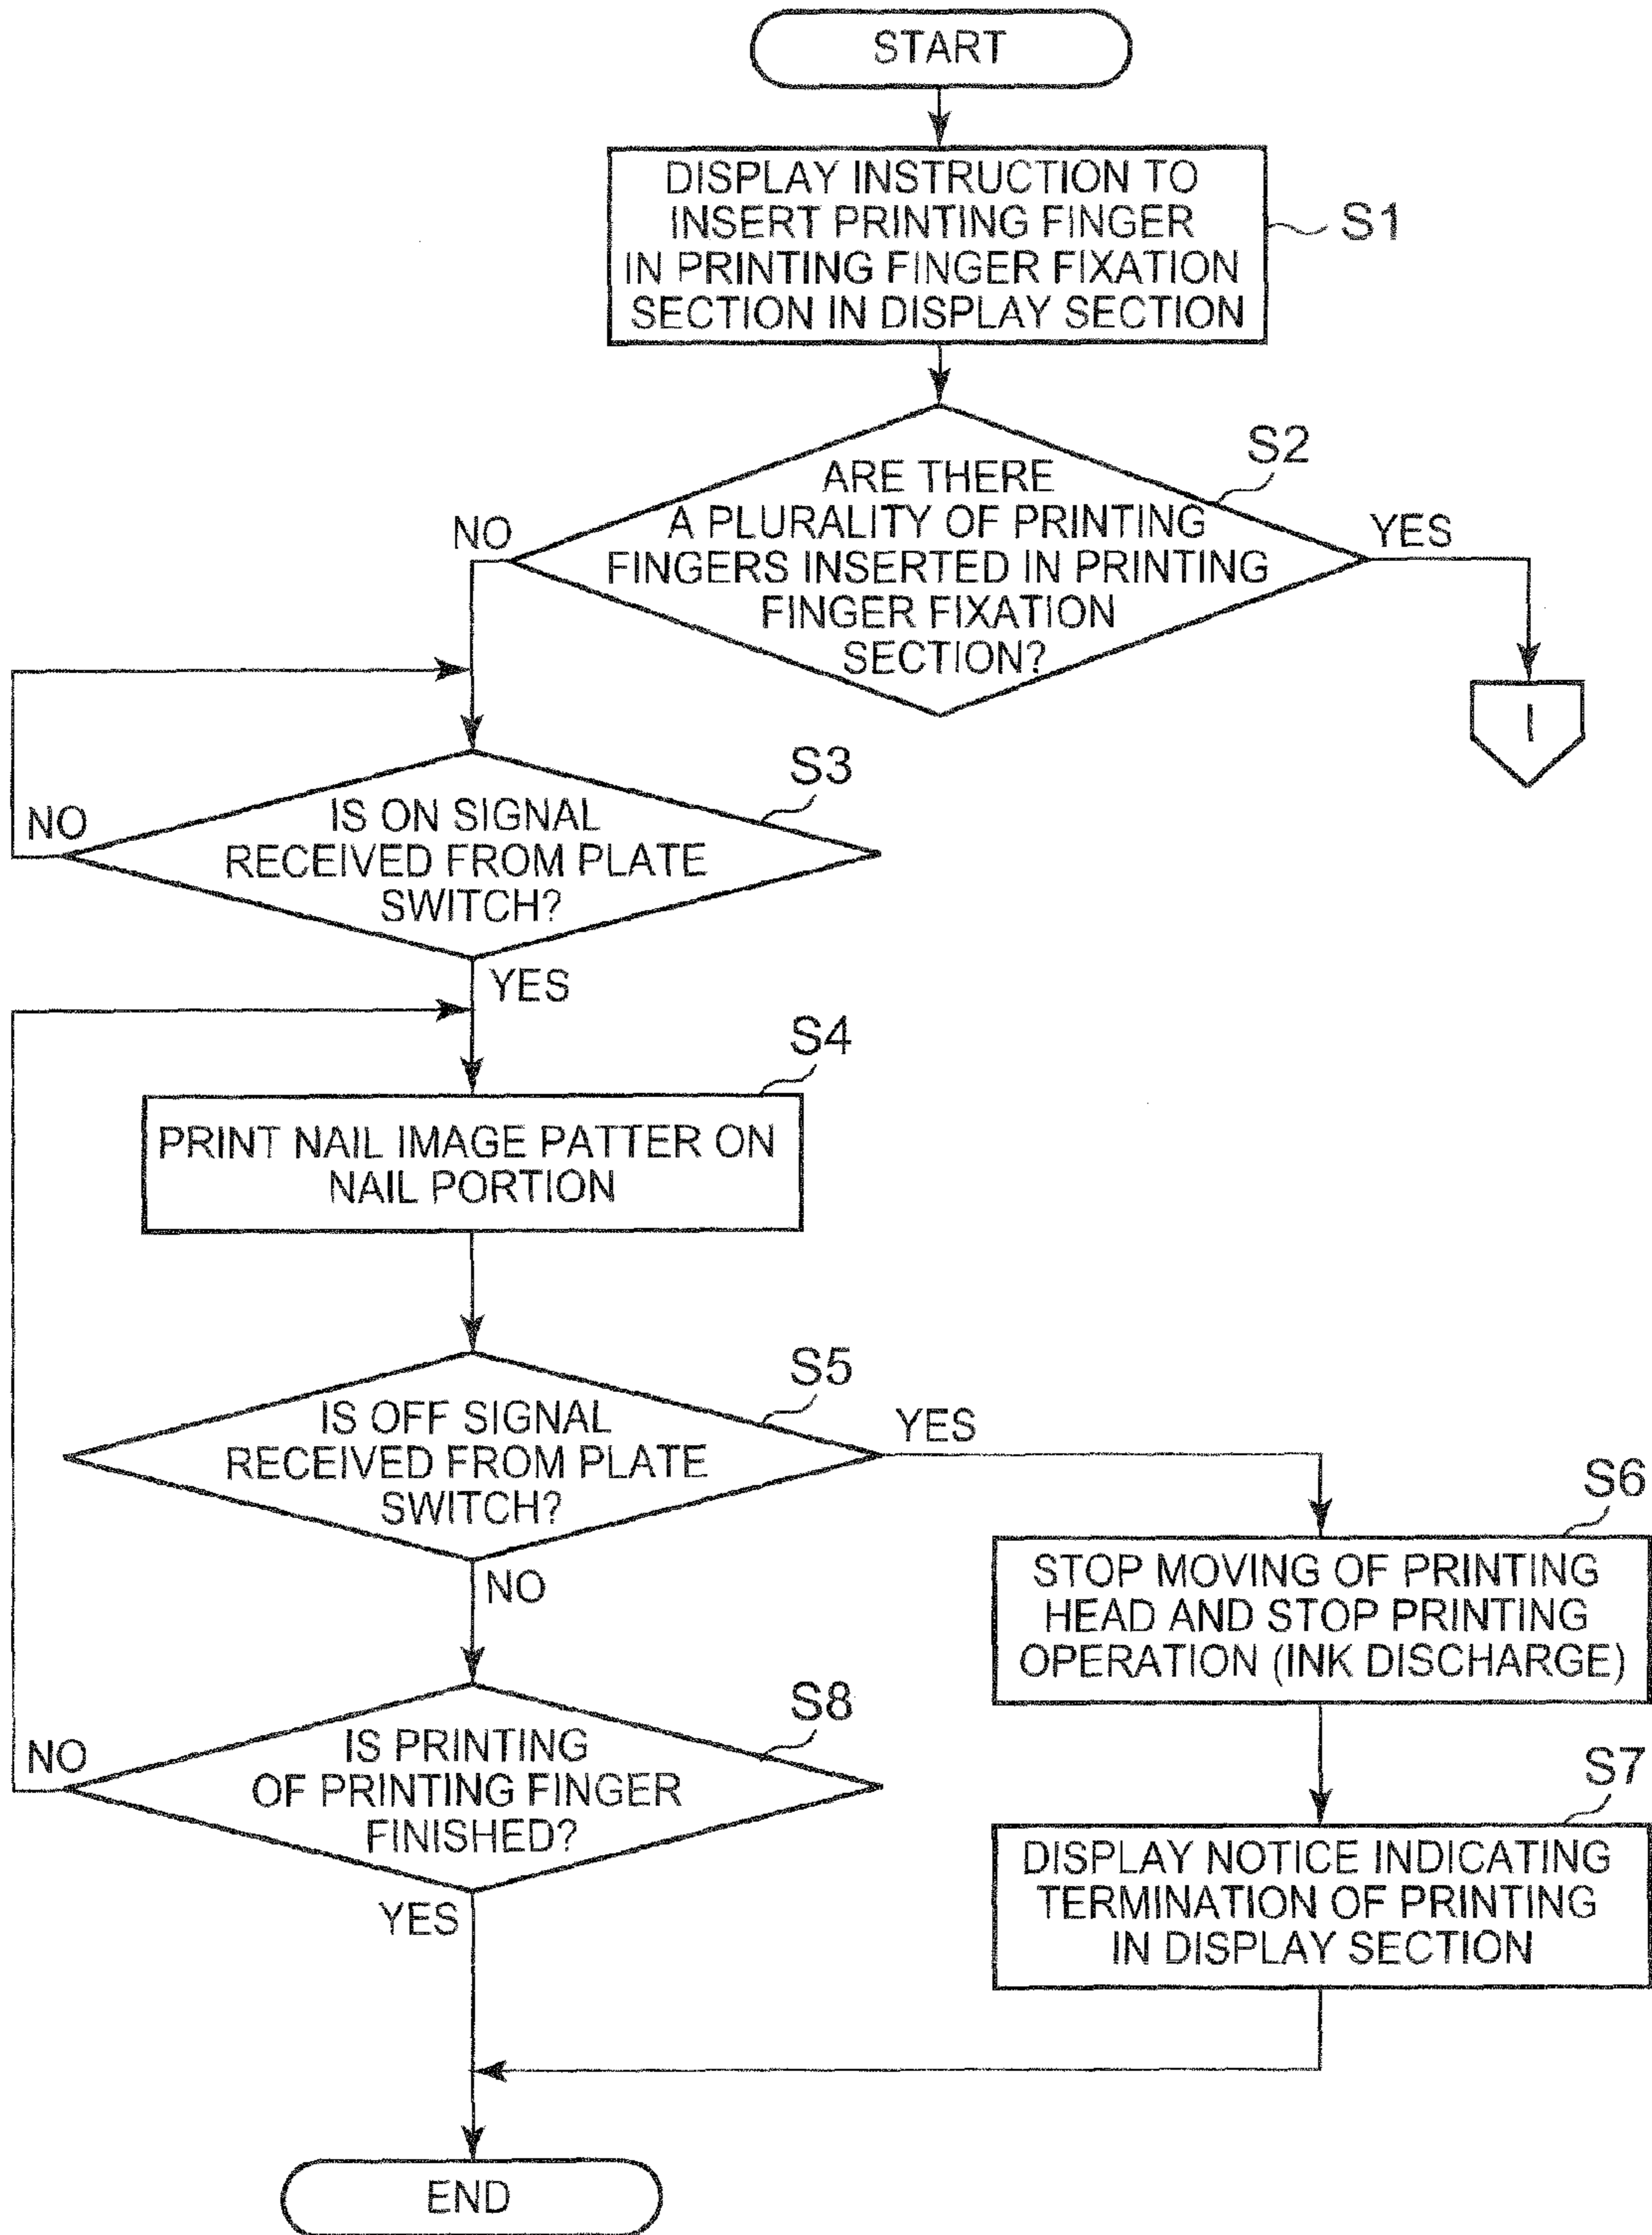 START
DISPLAY INSTRUCTION TO
INSERT PRINTING FINGER
IN PRINTING FINGER FIXATION
SECTION IN DISPLAY SECTION
S1
S2
ARE THERE
A PLURALITY OF PRINTING
FINGERS INSERTED IN PRINTING
FINGER FIXATION
SECTION?
NO
YES
I
S3
IS ON SIGNAL
RECEIVED FROM PLATE
SWITCH?
NO
YES
S4
PRINT NAIL IMAGE PATTER ON
NAIL PORTION
S5
IS OFF SIGNAL
RECEIVED FROM PLATE
SWITCH?
YES
NO
S6
STOP MOVING OF PRINTING
HEAD AND STOP PRINTING
OPERATION (INK DISCHARGE)
S8
IS PRINTING
OF PRINTING FINGER
FINISHED?
NO
YES
S7
DISPLAY NOTICE INDICATING
TERMINATION OF PRINTING
IN DISPLAY SECTION
END